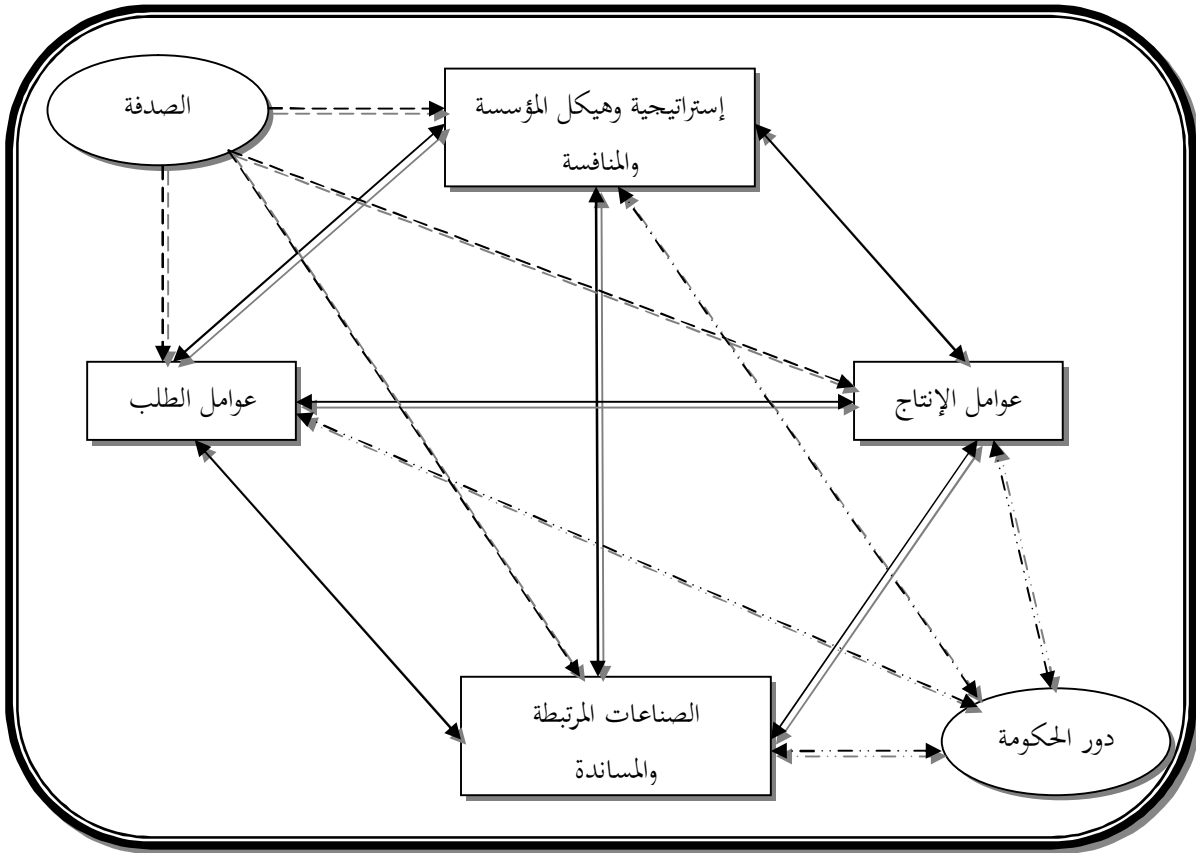 الصدفة
إستراتيجية وهيكل المؤسسة
والمنافسة
عوامل الإنتاج
عوامل الطلب
الصناعات المرتبطة
والمساندة
دور الحكومة